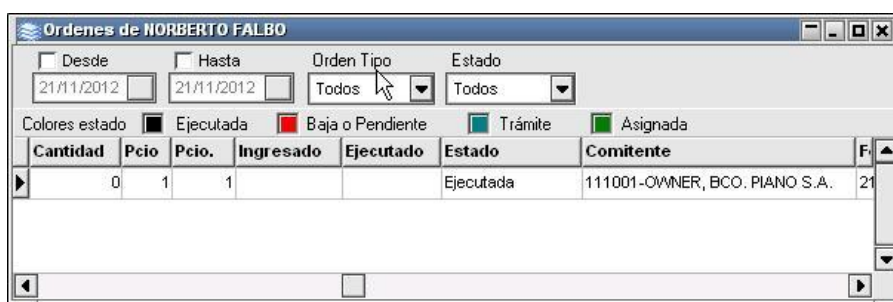 Ordenes de NORBERTO FALBO
Desde Hasta Orden Tipo Estado
21/11/2012 21/11/2012 Todos Todos
Colores estado Ejecutada Baja o Pendiente Trámite Asignada
Cantidad Pcio Pcio. Ingresado Ejecutado Estado Comitente
0 1 1 Ejecutada 111001-OWNER, BCO. PIANO S.A. 21